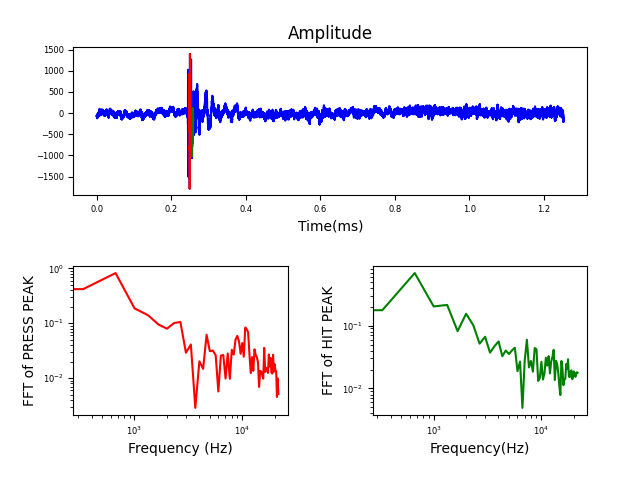 Amplitude
1500
1000
500
0
−500
−1000
−1500
0.0 0.2 0.4 0.6 0.8 1.0 1.2
Time(ms)
FFT of PRESS PEAK
10⁰
10⁻¹
10⁻²
10³ 10⁴
Frequency (Hz)
FFT of HIT PEAK
10⁻¹
10⁻²
10³ 10⁴
Frequency(Hz)